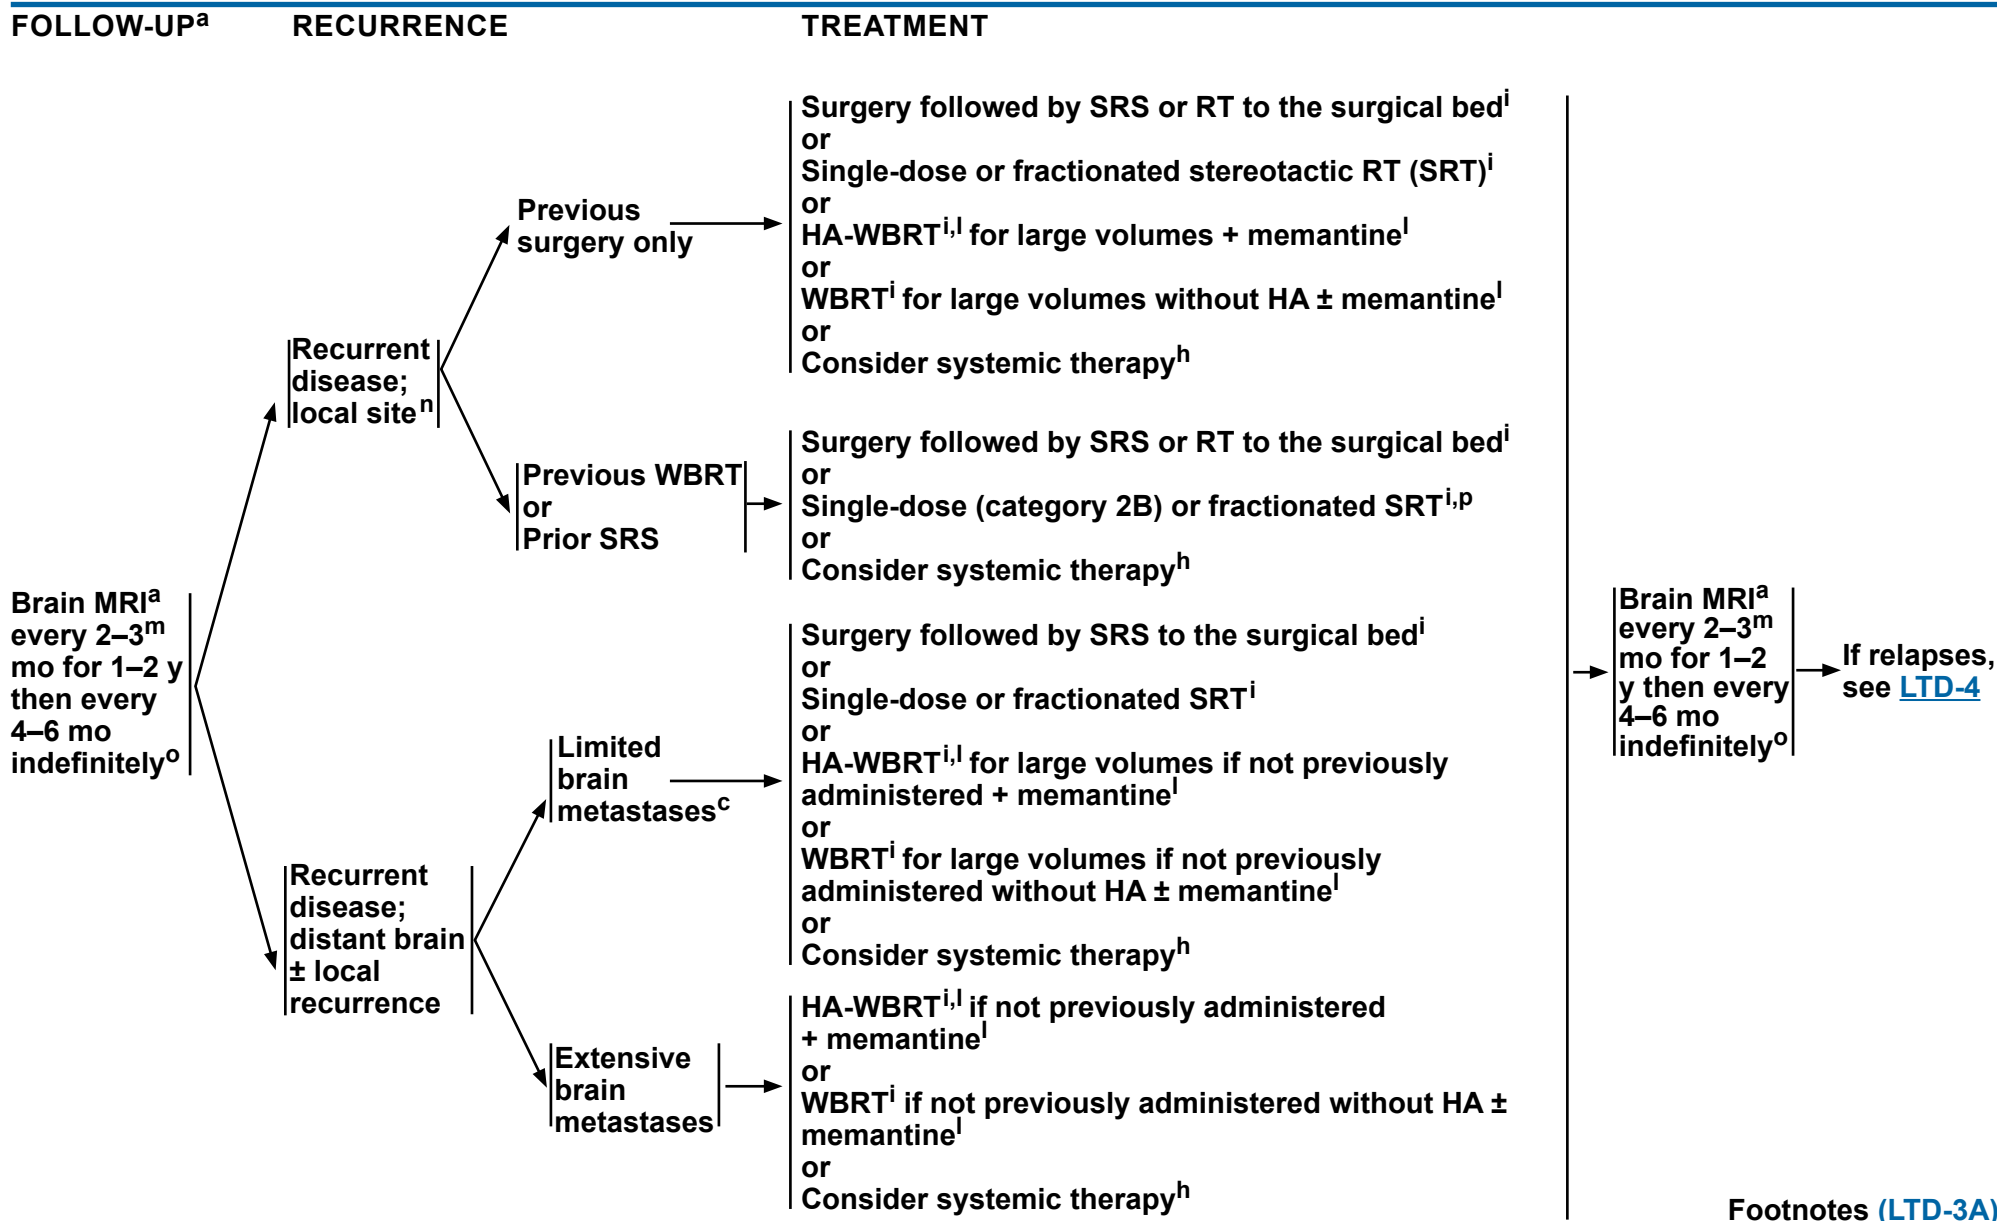 FOLLOW-UPa RECURRENCE TREATMENT
Brain MRIa
every 2–3m
mo for 1–2 y
then every
4–6 mo
indefinitelyo
Recurrent
disease;
local siten
Previous
surgery only
Surgery followed by SRS or RT to the surgical bedi
or
Single-dose or fractionated stereotactic RT (SRT)i
or
HA-WBRTi,l for large volumes + memantinel
or
WBRTi for large volumes without HA ± memantinel
or
Consider systemic therapyh
Previous WBRT
or
Prior SRS
Surgery followed by SRS or RT to the surgical bedi
or
Single-dose (category 2B) or fractionated SRTi,p
or
Consider systemic therapyh
Recurrent
disease;
distant brain
± local
recurrence
Limited
brain
metastasesc
Surgery followed by SRS to the surgical bedi
or
Single-dose or fractionated SRTi
or
HA-WBRTi,l for large volumes if not previously
administered + memantinel
or
WBRTi for large volumes if not previously
administered without HA ± memantinel
or
Consider systemic therapyh
Extensive
brain
metastases
HA-WBRTi,l if not previously administered
+ memantinel
or
WBRTi if not previously administered without HA ±
memantinel
or
Consider systemic therapyh
Brain MRIa
every 2–3m
mo for 1–2
y then every
4–6 mo
indefinitelyo
If relapses,
see LTD-4
Footnotes (LTD-3A)